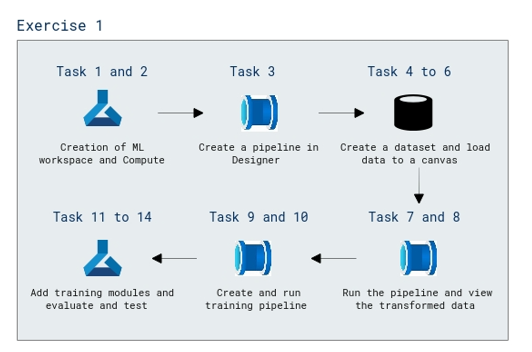 Exercise 1
Task 1 and 2
Creation of ML
workspace and Compute
Task 3
Create a pipeline in
Designer
Task 4 to 6
Create a dataset and load
data to a canvas
Task 7 and 8
Run the pipeline and view
the transformed data
Task 9 and 10
Create and run
training pipeline
Task 11 to 14
Add training modules and
evaluate and test